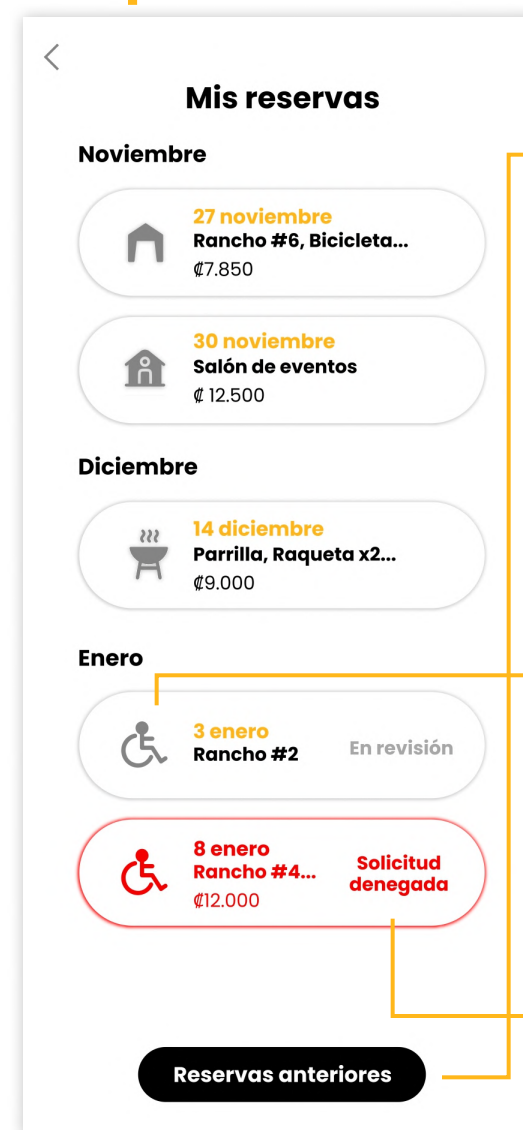 Mis reservas
Noviembre
27 noviembre
Rancho #6, Bicicleta...
₡7.850
30 noviembre
Salón de eventos
₡ 12.500
Diciembre
14 diciembre
Parrilla, Raqueta x2...
₡9.000
Enero
3 enero
Rancho #2
En revisión
8 enero
Rancho #4...
₡12.000
Solicitud
denegada
Reservas anteriores